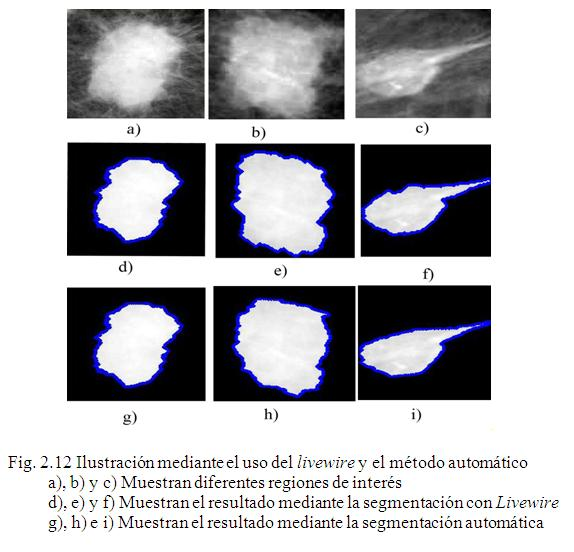 a)
b)
c)
d)
e)
f)
g)
h)
i)
Fig. 2.12 Ilustración mediante el uso del livewire y el método automático
a), b) y c) Muestran diferentes regiones de interés
d), e) y f) Muestran el resultado mediante la segmentación con Livewire
g), h) e i) Muestran el resultado mediante la segmentación automática